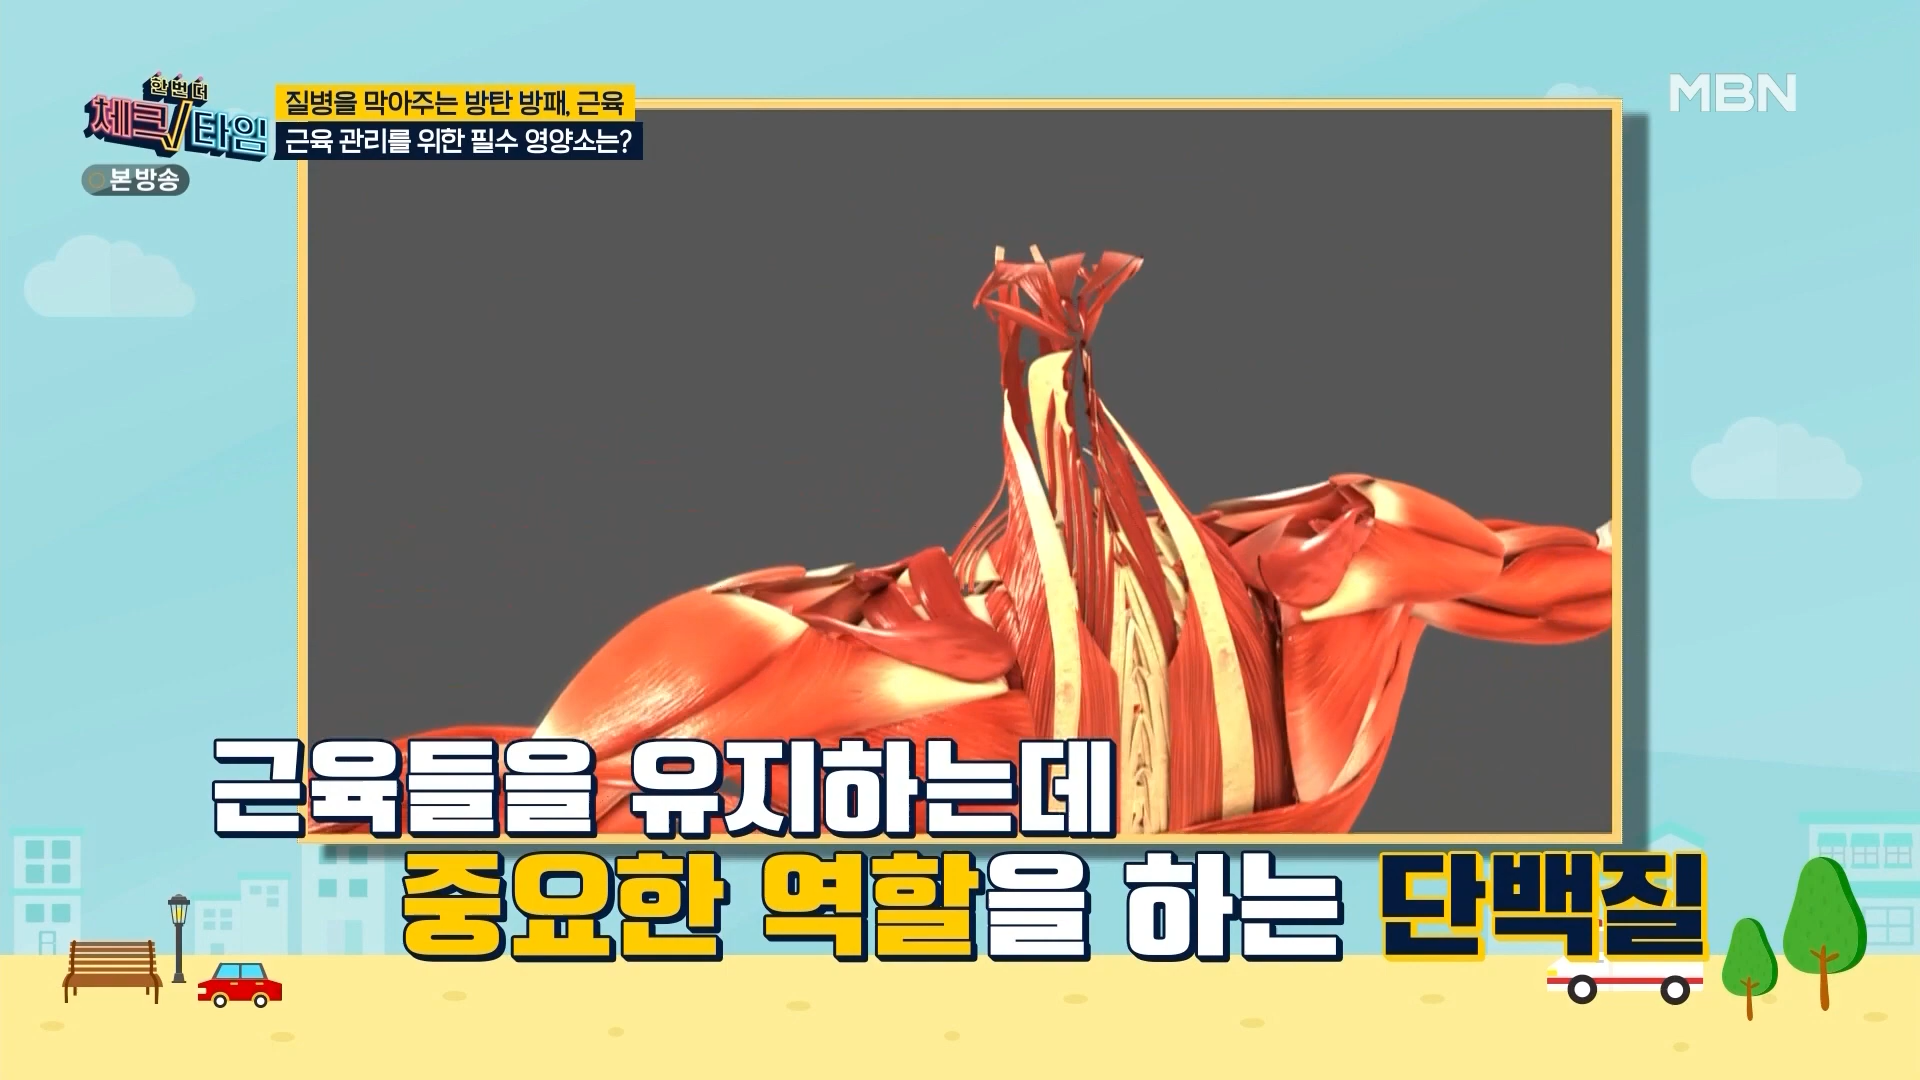 한 번 더
체크타임
질병을 막아주는 방탄 방패, 근육
근육 관리를 위한 필수 영양소는?
MBN
본방송
근육들을 유지하는데
중요한 역할을 하는 단백질